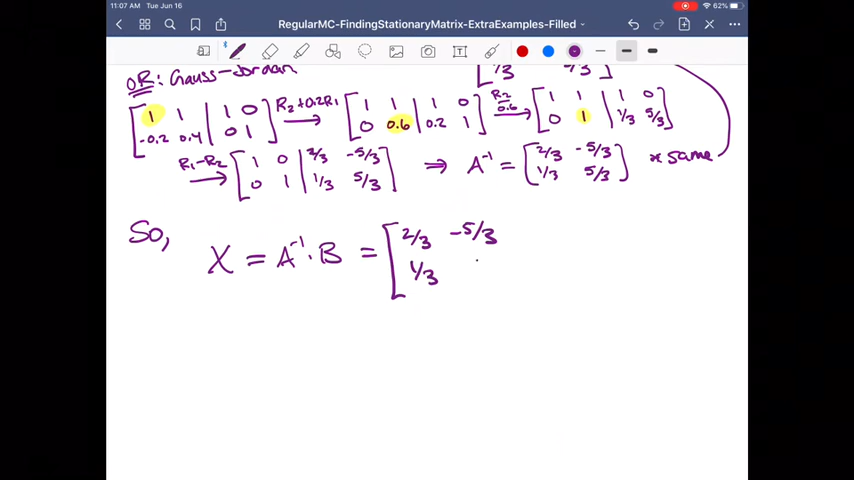 11:07 AM Tue Jun 16
62%
RegularMC-FindingStationaryMatrix-ExtraExamples-Filled
OR: Gauss-Jordan
1/3
[1 1 | 1 0; -0.2 0.4 | 0 1] R2+0.2R1 → [1 1 | 1 0; 0 0.6 | 0.2 1] R2/0.6 → [1 1 | 1 0; 0 1 | 1/3 5/3]
R1-R2 → [1 0 | 2/3 -5/3; 0 1 | 1/3 5/3] ⇒ A⁻¹ = [2/3 -5/3; 1/3 5/3] * same
So,
X = A⁻¹·B = [2/3 -5/3
1/3